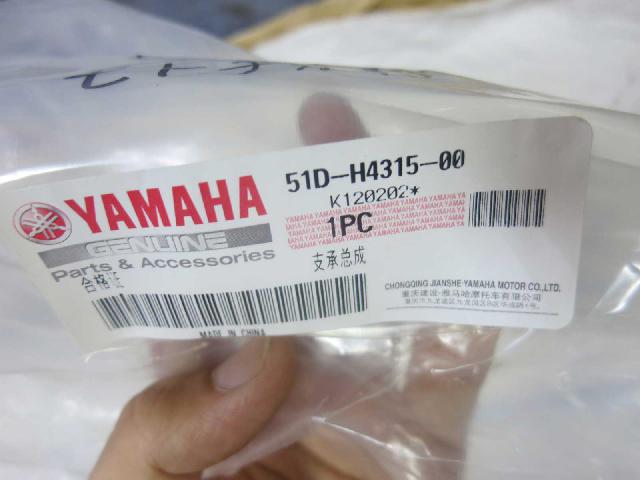 51D-H4315-00
YAMAHA
K120202*
GENUINE
1PC
Parts & Accessories
合格证
支承总成
CHONGQING JIANSHE·YAMAHA MOTOR CO.,LTD.
重庆建设·雅马哈摩托车有限公司
MADE IN CHINA